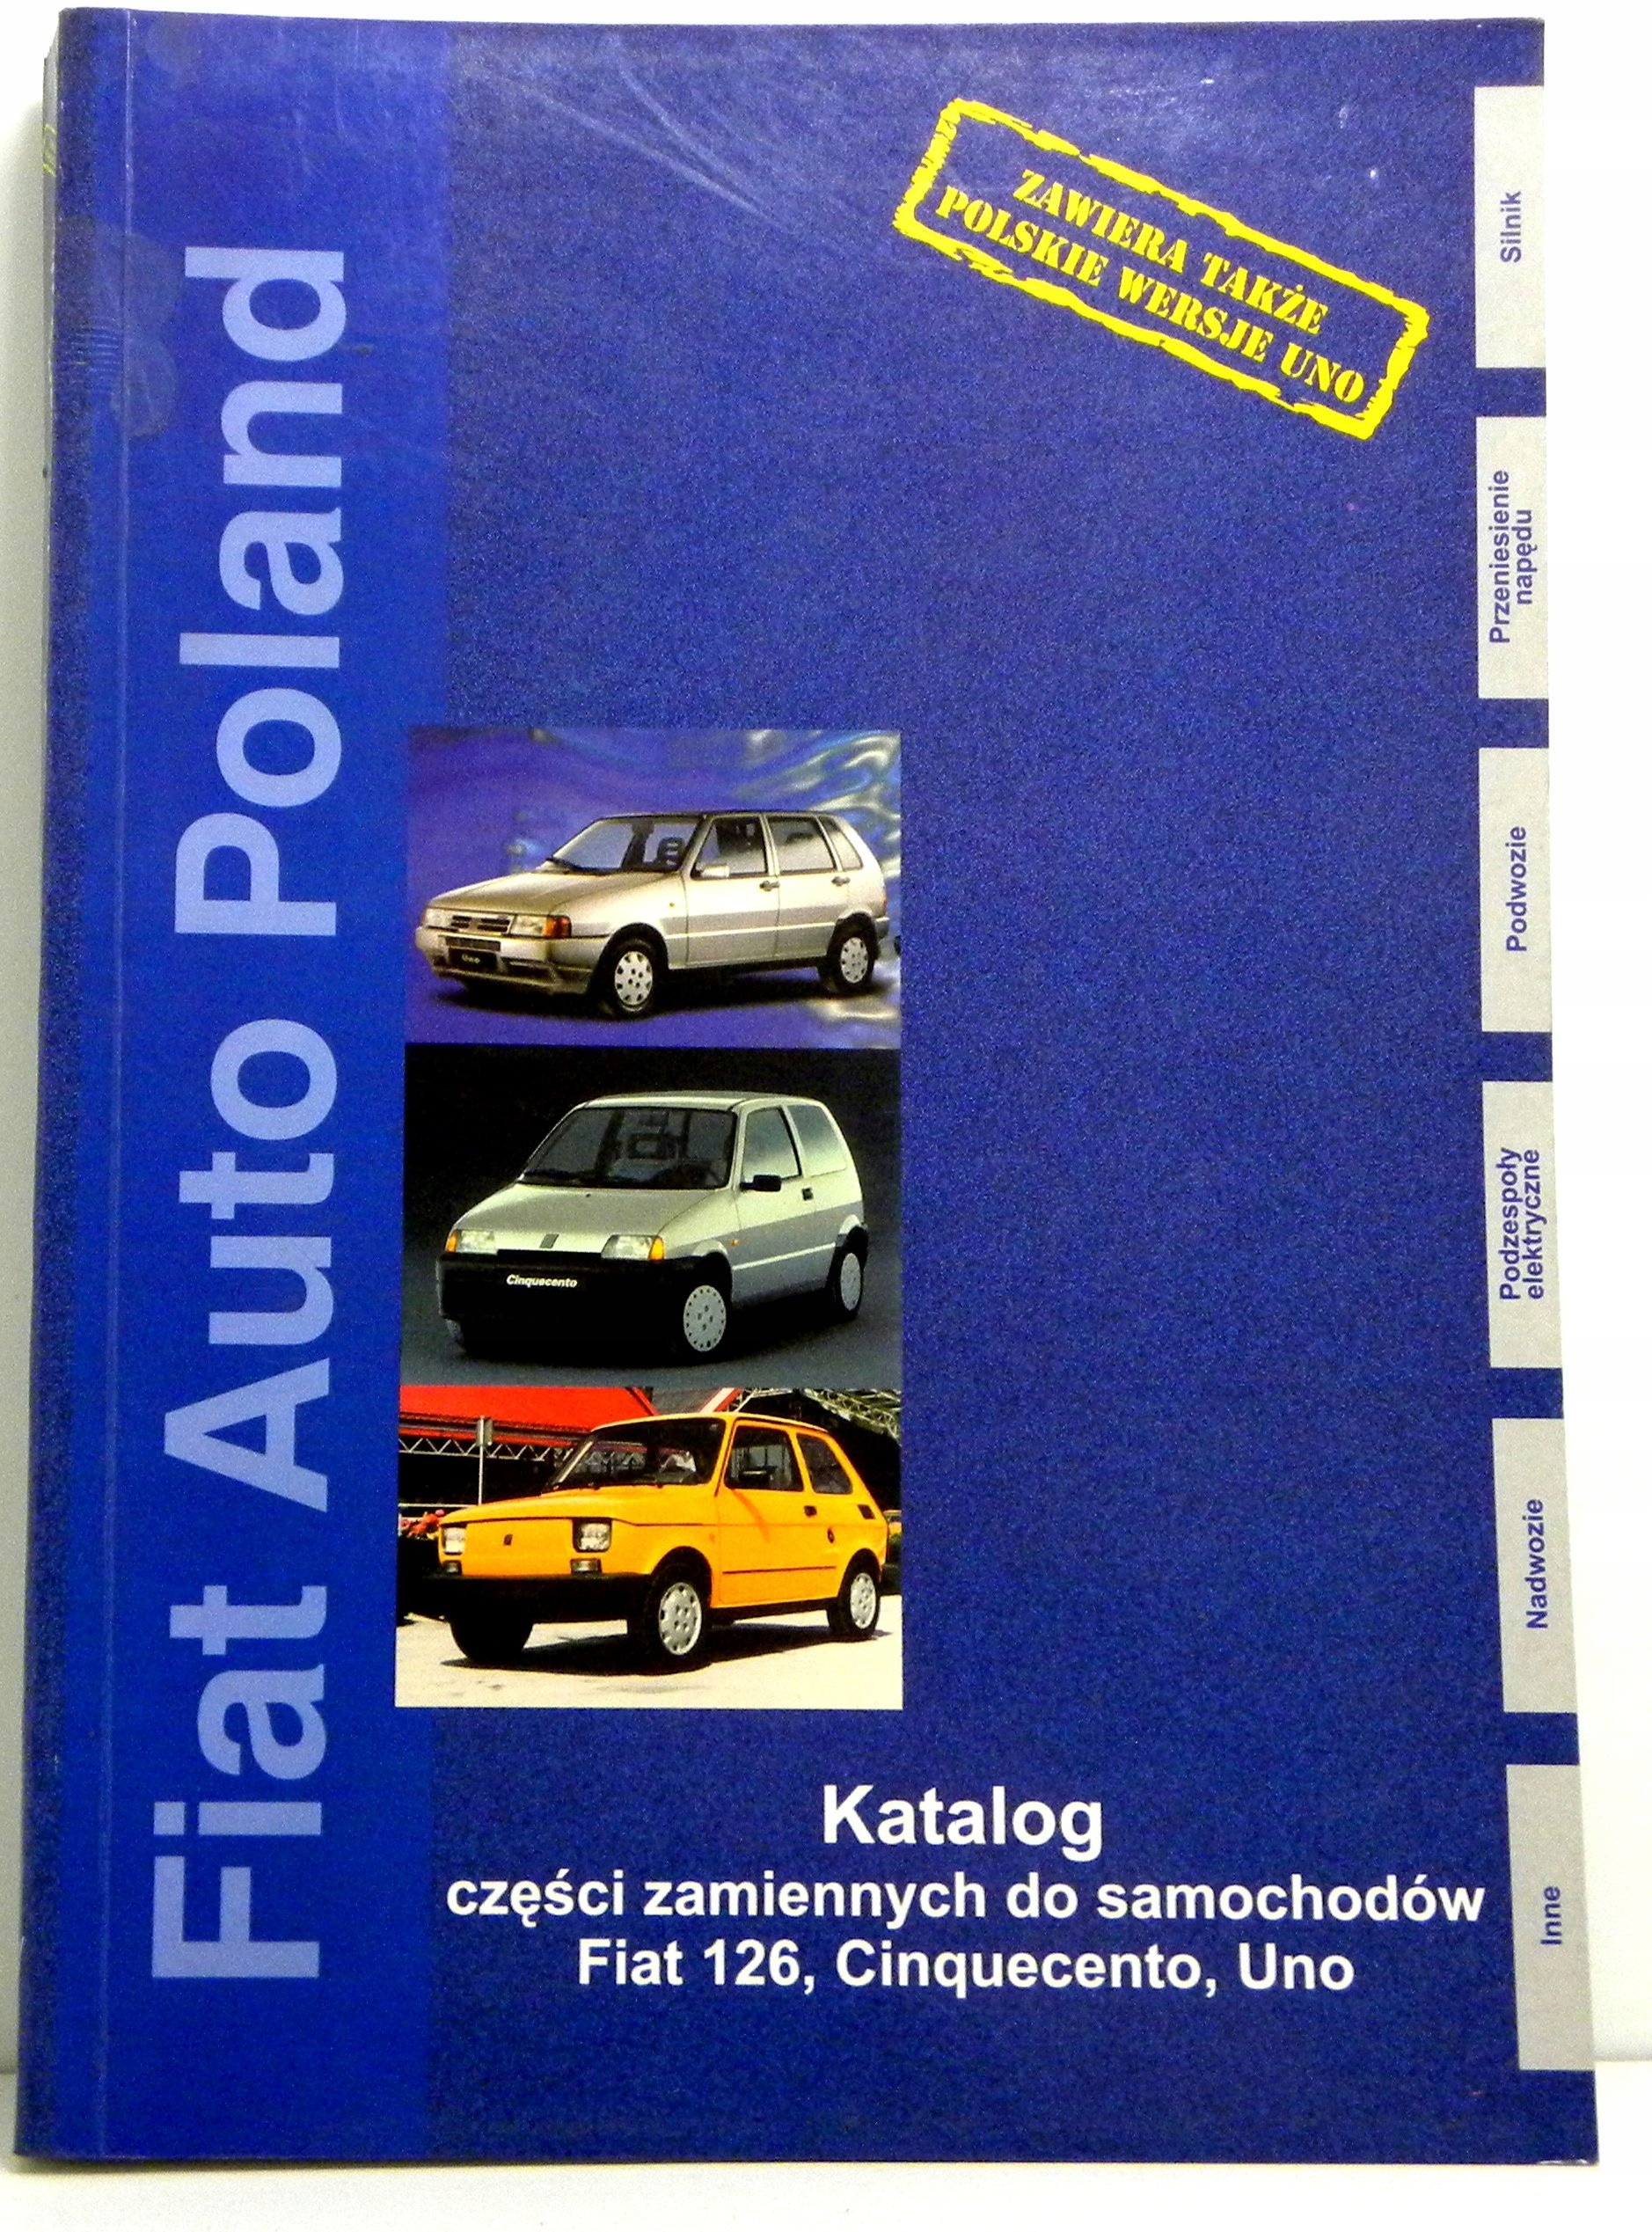 Fiat Auto Poland
ZAWIERA TAKŻE
POLSKIE WERSJE UNO
Silnik
Przeniesienie
napędu
Podwozie
Podzespoły
elektryczne
Nadwozie
Inne
Uno
Cinquecento
Katalog
części zamiennych do samochodów
Fiat 126, Cinquecento, Uno